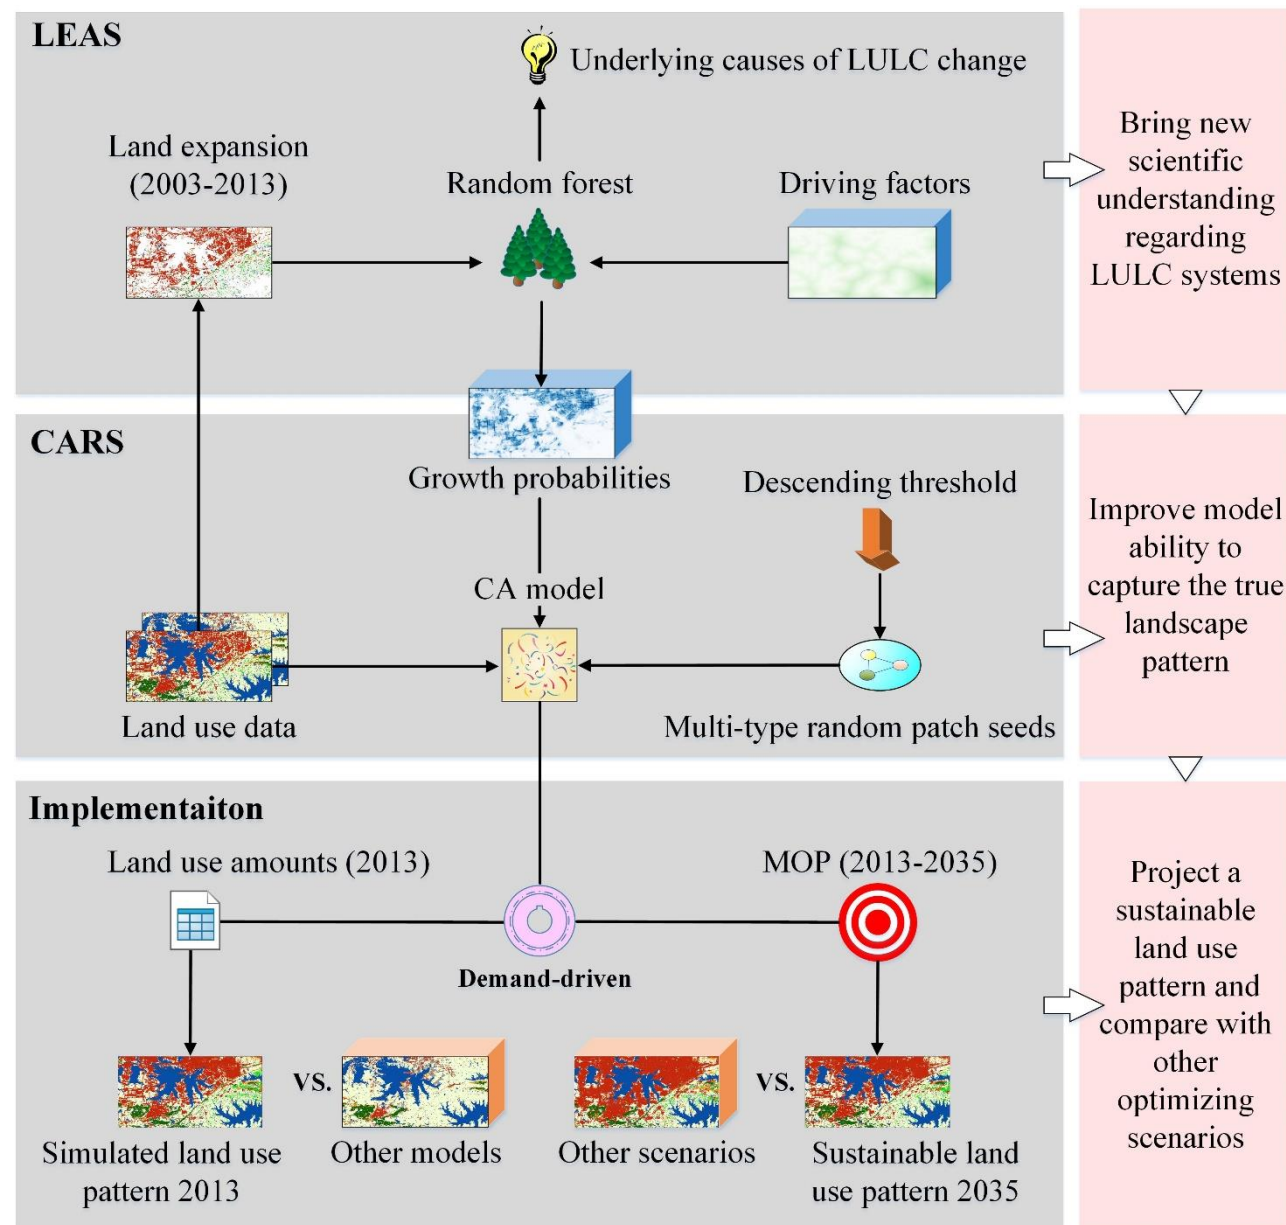 LEAS
Underlying causes of LULC change
Land expansion
(2003-2013)
Random forest
Driving factors
Bring new
scientific
understanding
regarding
LULC systems
CARS
Growth probabilities
Descending threshold
CA model
Land use data
Multi-type random patch seeds
Improve model
ability to
capture the true
landscape
pattern
Implementaiton
Land use amounts (2013)
MOP (2013-2035)
Demand-driven
VS.
VS.
Simulated land use
pattern 2013
Other models
Other scenarios
Sustainable land
use pattern 2035
Project a
sustainable
land use
pattern and
compare with
other
optimizing
scenarios